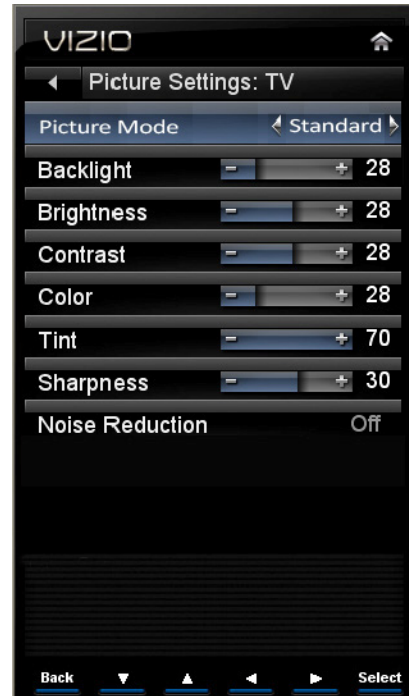 VIZIO
Picture Settings: TV
Picture Mode Standard
Backlight - + 28
Brightness - + 28
Contrast - + 28
Color - + 28
Tint - + 70
Sharpness - + 30
Noise Reduction Off
Back Select